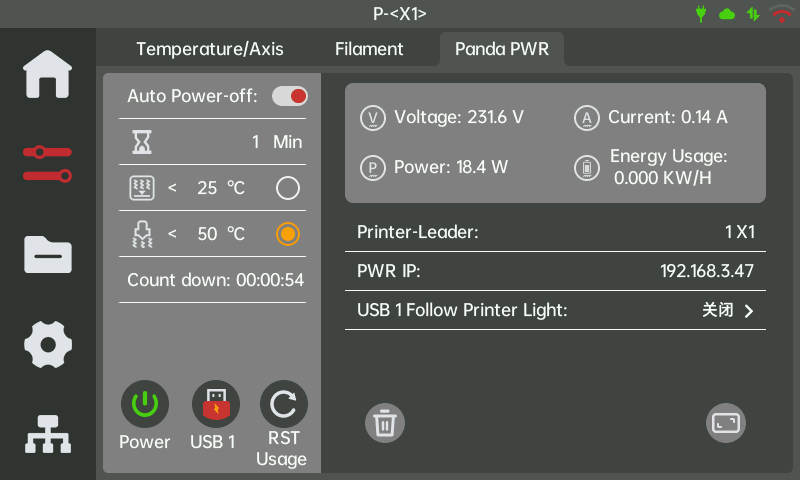 P-<X1>
Temperature/Axis
Filament
Panda PWR
Auto Power-off:
1 Min
< 25 °C
< 50 °C
Count down: 00:00:54
Power
USB 1
RST
Usage
V Voltage: 231.6 V
A Current: 0.14 A
P Power: 18.4 W
Energy Usage:
0.000 KW/H
Printer-Leader: 1 X1
PWR IP: 192.168.3.47
USB 1 Follow Printer Light: 关闭